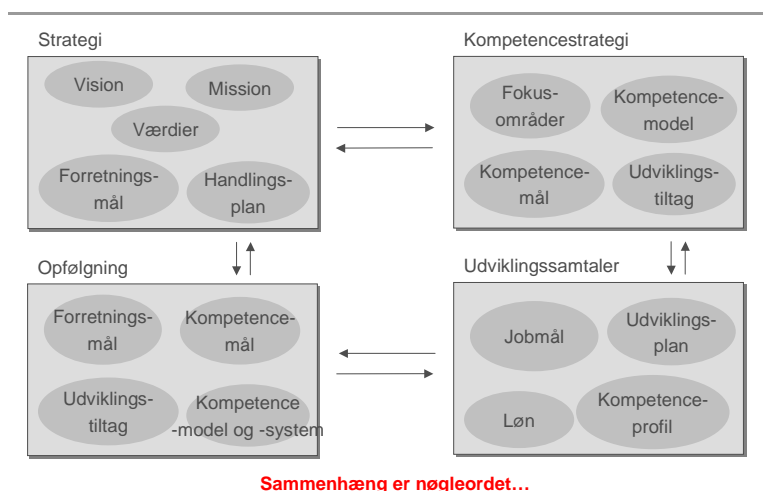 Strategi
Vision
Mission
Værdier
Forretnings-
mål
Handlings-
plan
Kompetencestrategi
Fokus-
områder
Kompetence-
model
Kompetence-
mål
Udviklings-
tiltag
Opfølgning
Forretnings-
mål
Kompetence-
mål
Udviklings-
tiltag
Kompetence
-model og -system
Udviklingssamtaler
Jobmål
Udviklings-
plan
Løn
Kompetence-
profil
Sammenhæng er nøgleordet…